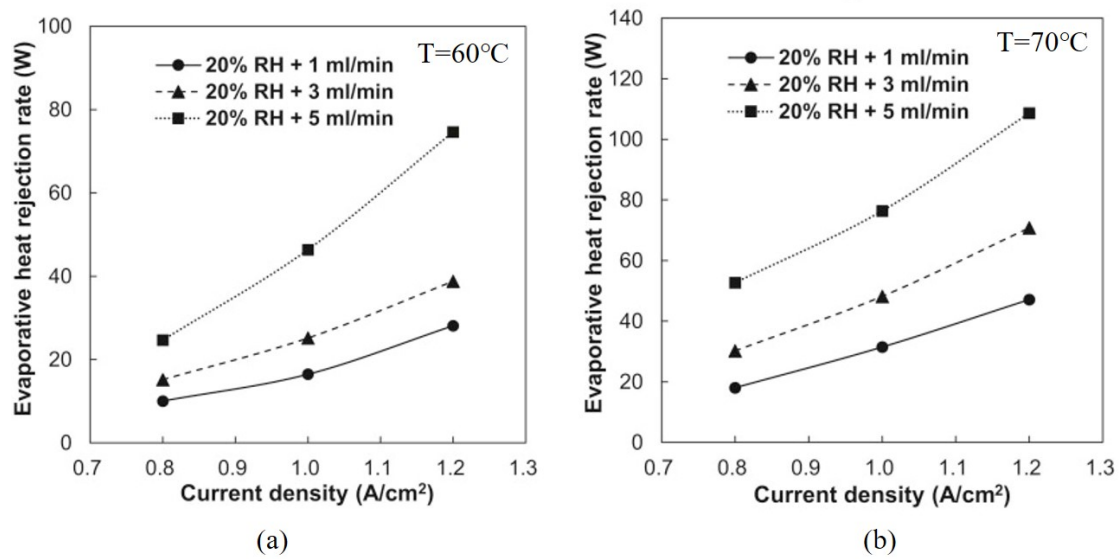 Evaporative heat rejection rate (W)
100
80
60
40
20
0
T=60°C
20% RH + 1 ml/min
20% RH + 3 ml/min
20% RH + 5 ml/min
0.7 0.8 0.9 1.0 1.1 1.2 1.3
Current density (A/cm²)
(a)
Evaporative heat rejection rate (W)
140
120
100
80
60
40
20
0
T=70°C
20% RH + 1 ml/min
20% RH + 3 ml/min
20% RH + 5 ml/min
0.7 0.8 0.9 1.0 1.1 1.2 1.3
Current density (A/cm²)
(b)